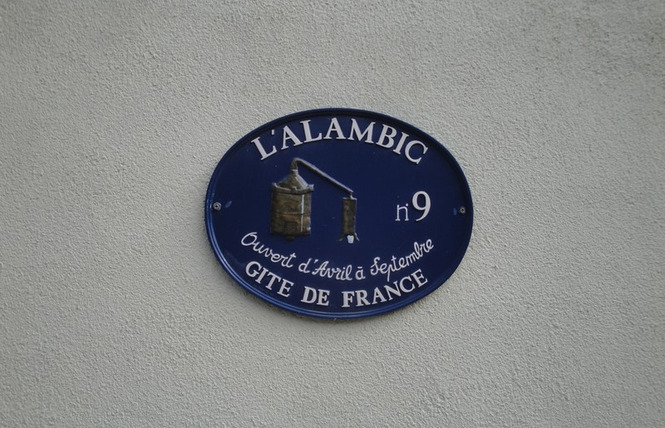 L'ALAMBIC
n°9
Ouvert d'Avril à Septembre
GITE DE FRANCE